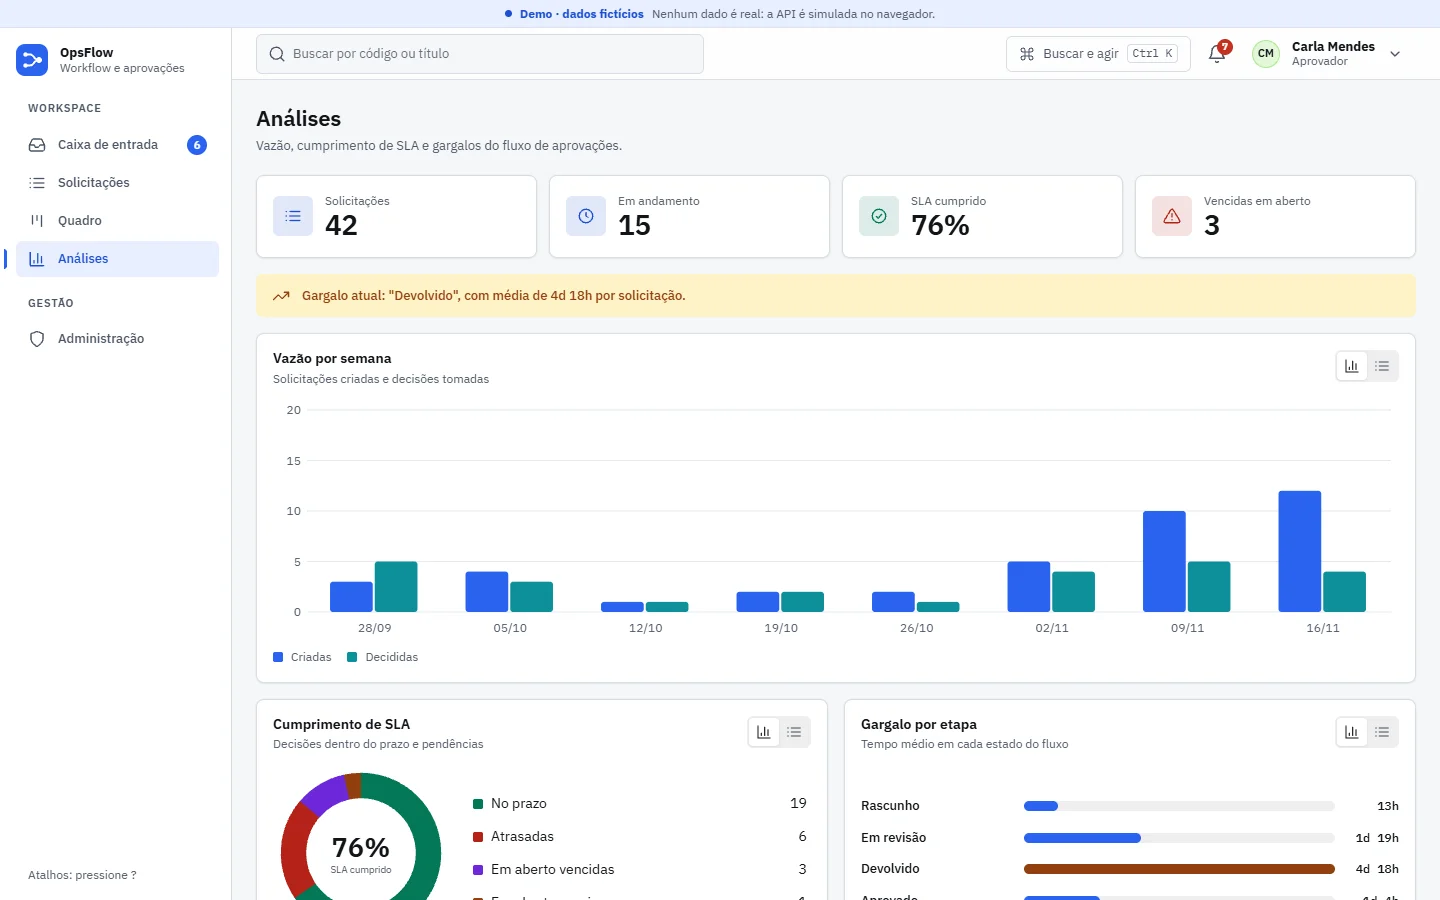 Demo · dados fictícios Nenhum dado é real: a API é simulada no navegador.
OpsFlow
Workflow e aprovações
Buscar por código ou título
Buscar e agir Ctrl K
7
CM
Carla Mendes
Aprovador
WORKSPACE
Caixa de entrada 6
Solicitações
Quadro
Análises
GESTÃO
Administração
Atalhos: pressione ?
Análises
Vazão, cumprimento de SLA e gargalos do fluxo de aprovações.
Solicitações
42
Em andamento
15
SLA cumprido
76%
Vencidas em aberto
3
Gargalo atual: "Devolvido", com média de 4d 18h por solicitação.
Vazão por semana
Solicitações criadas e decisões tomadas
20
15
10
5
0
28/09 05/10 12/10 19/10 26/10 02/11 09/11 16/11
Criadas Decididas
Cumprimento de SLA
Decisões dentro do prazo e pendências
76%
SLA cumprido
No prazo 19
Atrasadas 6
Em aberto vencidas 3
Gargalo por etapa
Tempo médio em cada estado do fluxo
Rascunho 13h
Em revisão 1d 19h
Devolvido 4d 18h
Aprovado